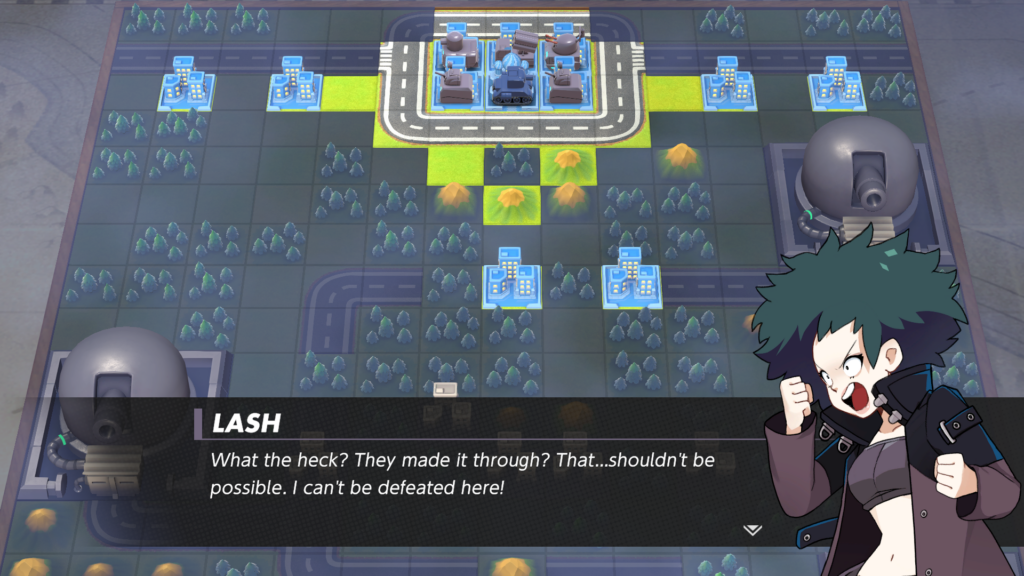 LASH
What the heck? They made it through? That...shouldn't be
possible. I can't be defeated here!